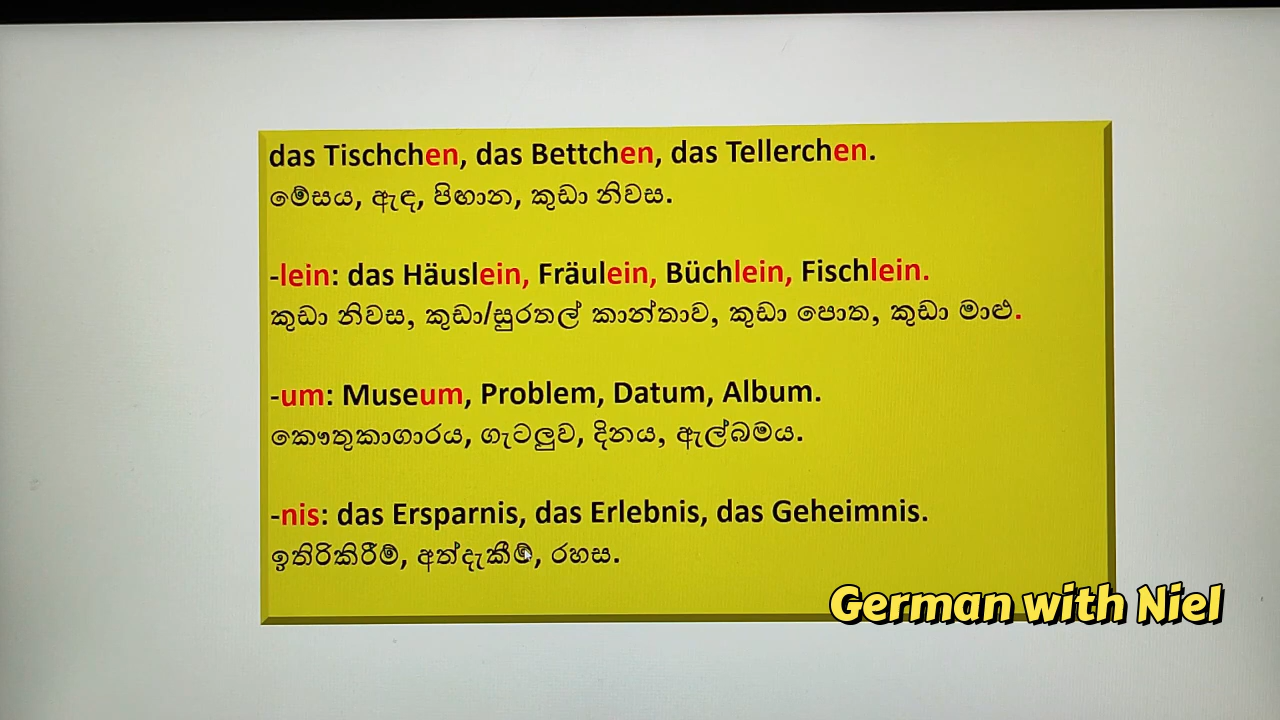 das Tischchen, das Bettchen, das Tellerchen.
මේසය, ඇඳ, පිඟාන, කුඩා නිවස.
-lein: das Häuslein, Fräulein, Büchlein, Fischlein.
කුඩා නිවස, කුඩා/සුරතල් කාන්තාව, කුඩා පොත, කුඩා මාළු.
-um: Museum, Problem, Datum, Album.
කෞතුකාගාරය, ගැටලුව, දිනය, ඇල්බමය.
-nis: das Ersparnis, das Erlebnis, das Geheimnis.
ඉතිරිකිරීම්, අත්දැකීම්, රහස.
German with Niel